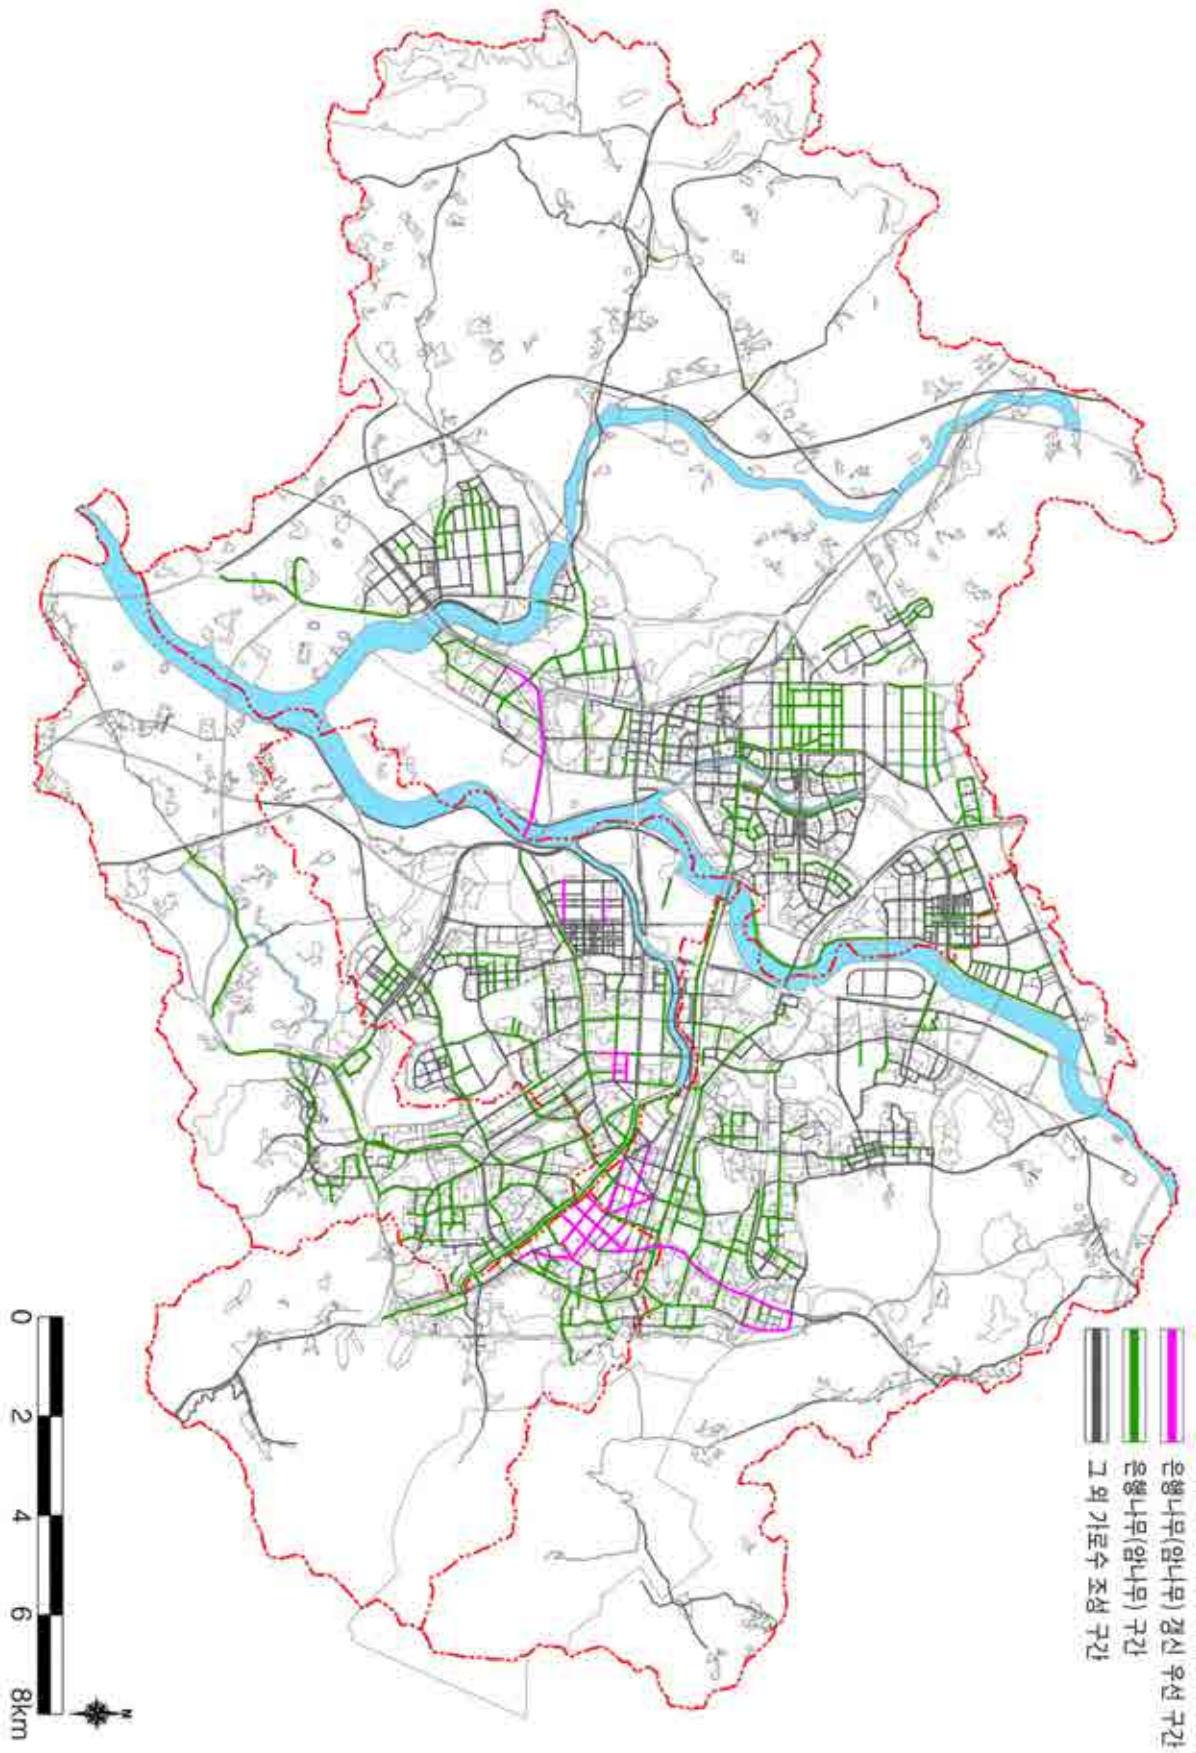 은행나무(암나무) 갱신 우선 구간
은행나무(암나무) 구간
그 외 가로수 조성 구간
0 2 4 6 8km
N